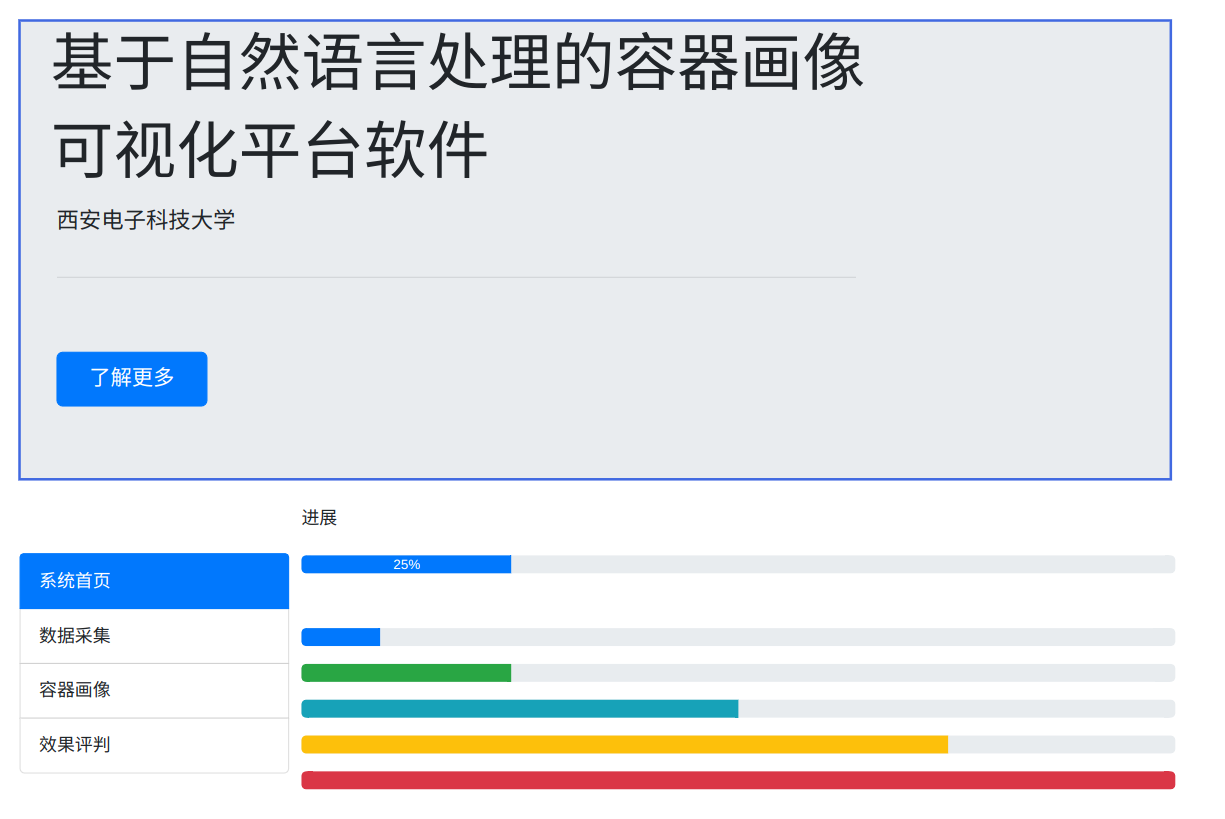 基于自然语言处理的容器画像
可视化平台软件
西安电子科技大学
了解更多
进展
系统首页
25%
数据采集
容器画像
效果评判